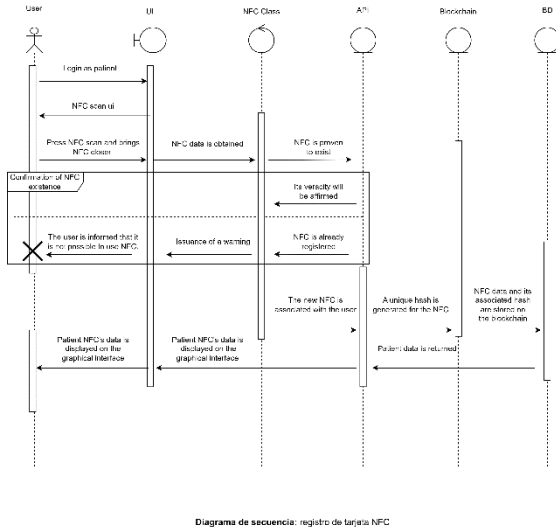 User UI NFC Class API Blockchain BD
Login as patient
NFC scan ui
Press NFC scan and brings
NFC closer
NFC data is obtained
NFC is proven
to exist
Confirmation of NFC
existence
Its veracity will
be affirmed
The user is informed that it
is not possible to use NFC.
Issuance of a warning
NFC is already
registered
The new NFC is
associated with the user
A unique hash is
generated for the NFC
NFC data and its
associated hash
are stored on
the blockchain
Patient NFC's data is
displayed on the
graphical Interface
Patient NFC's data is
displayed on the
graphical Interface
Patient data is returned
Diagrama de secuencia: registro de tarjeta NFC